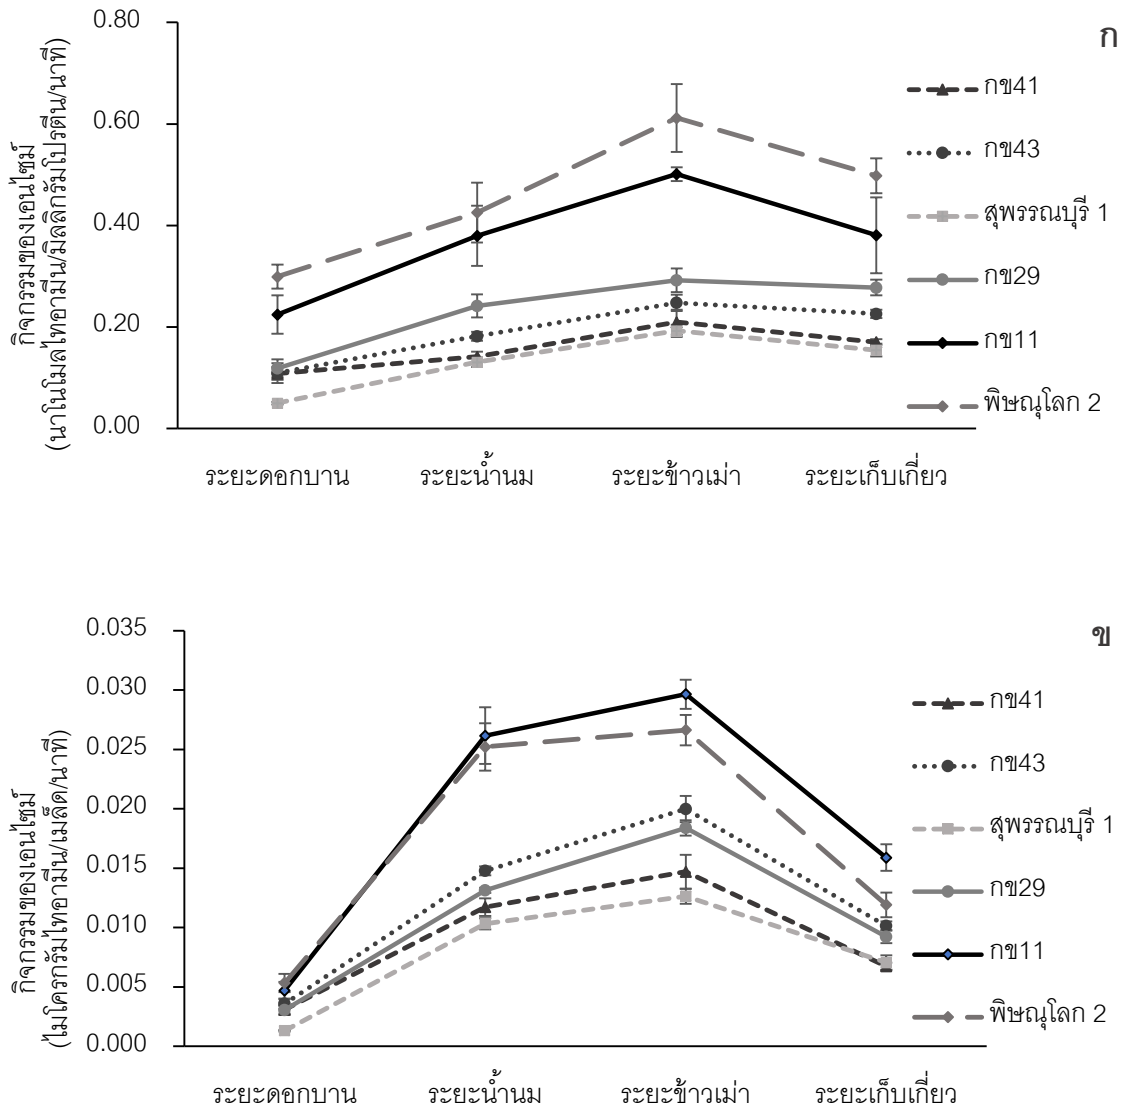 ก
กิจกรรมของเอนไซม์
(นาโนโมลไทอามีน/มิลลิกรัมโปรตีน/นาที)
0.80
0.60
0.40
0.20
0.00
ระยะดอกบาน ระยะน้ำนม ระยะข้าวเม่า ระยะเก็บเกี่ยว
กข41
กข43
สุพรรณบุรี 1
กข29
กข11
พิษณุโลก 2
ข
กิจกรรมของเอนไซม์
(ไมโครกรัมไทอามีน/เมล็ด/นาที)
0.035
0.030
0.025
0.020
0.015
0.010
0.005
0.000
ระยะดอกบาน ระยะน้ำนม ระยะข้าวเม่า ระยะเก็บเกี่ยว
กข41
กข43
สุพรรณบุรี 1
กข29
กข11
พิษณุโลก 2